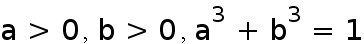 a > 0, b > 0, a³ + b³ = 1